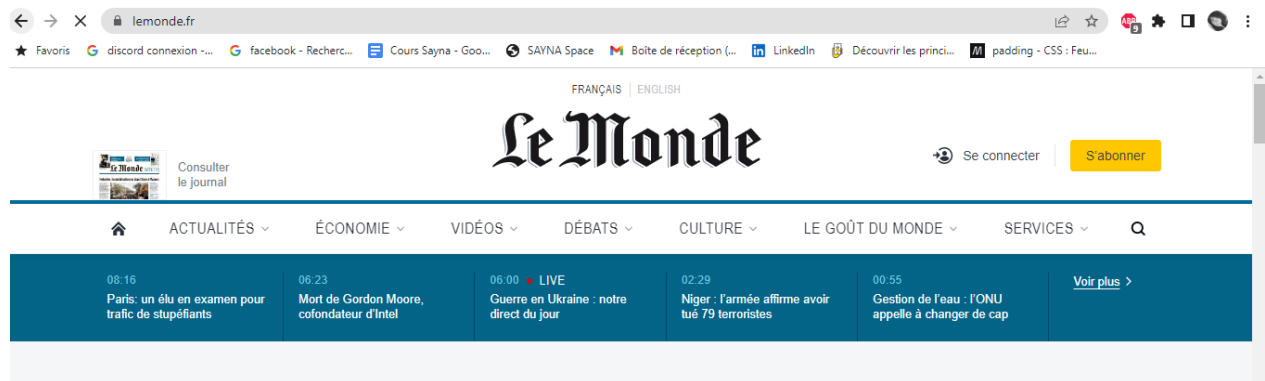 lemonde.fr
9
Favoris
discord connexion -...
facebook - Recherc...
Cours Sayna - Goo...
SAYNA Space
Boîte de réception (...
LinkedIn
Découvrir les princi...
padding - CSS : Feu...
FRANÇAIS | ENGLISH
Le Monde
Le Monde
Consulter
le journal
Se connecter
S'abonner
ACTUALITÉS
ÉCONOMIE
VIDÉOS
DÉBATS
CULTURE
LE GOÛT DU MONDE
SERVICES
08:16
Paris: un élu en examen pour
trafic de stupéfiants
06:23
Mort de Gordon Moore,
cofondateur d'Intel
06:00 • LIVE
Guerre en Ukraine : notre
direct du jour
02:29
Niger : l'armée affirme avoir
tué 79 terroristes
00:55
Gestion de l'eau : l'ONU
appelle à changer de cap
Voir plus >